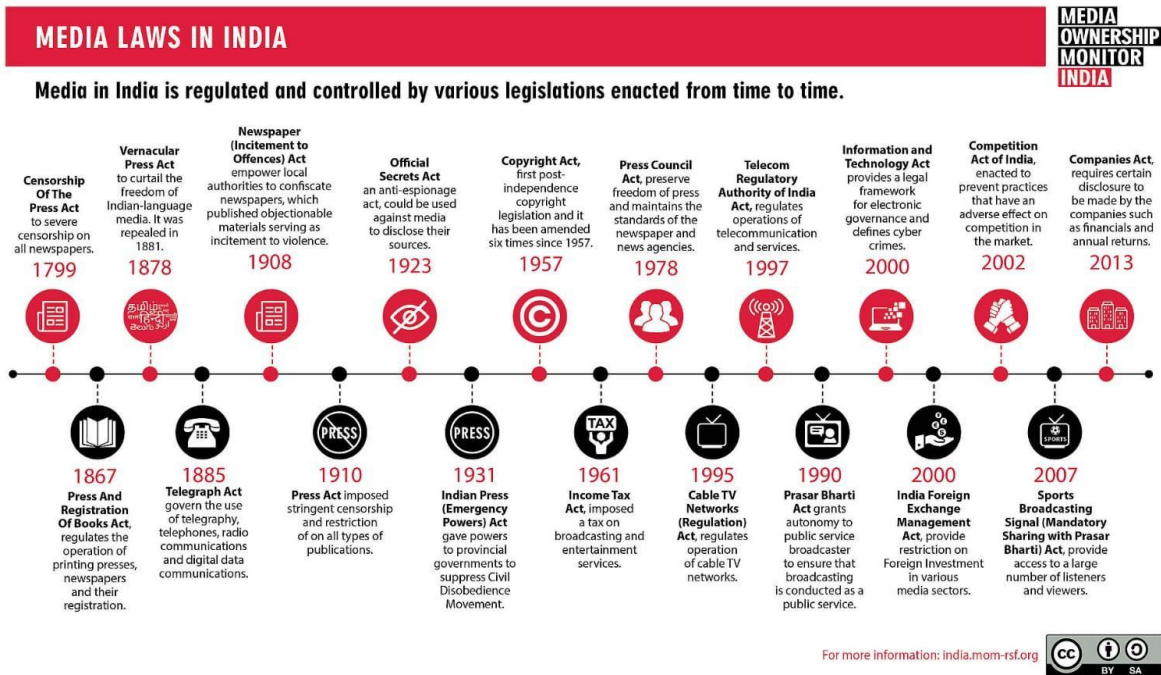 MEDIA LAWS IN INDIA
MEDIA
OWNERSHIP
MONITOR
INDIA
Media in India is regulated and controlled by various legislations enacted from time to time.
Censorship
Of The
Press Act
to severe
censorship on
all newspapers.
1799
Vernacular
Press Act
to curtail the
freedom of
Indian-language
media. It was
repealed in
1881.
1878
தமிழ்
हिन्दी
తెలుగు
اردو
Newspaper
(Incitement to
Offences) Act
empower local
authorities to confiscate
newspapers, which
published objectionable
materials serving as
incitement to violence.
1908
Official
Secrets Act
an anti-espionage
act, could be used
against media
to disclose their
sources.
1923
Copyright Act,
first post-
independence
copyright
legislation and it
has been amended
six times since 1957.
1957
C
Press Council
Act, preserve
freedom of press
and maintains the
standards of the
newspaper and
news agencies.
1978
Telecom
Regulatory
Authority of India
Act, regulates
operations of
telecommunication
and services.
1997
Information and
Technology Act
provides a legal
framework
for electronic
governance and
defines cyber
crimes.
2000
Competition
Act of India,
enacted to
prevent practices
that have an
adverse effect on
competition in
the market.
2002
Companies Act,
requires certain
disclosure to
be made by the
companies such
as financials and
annual returns.
2013
1867
Press And
Registration
Of Books Act,
regulates the
operation of
printing presses,
newspapers
and their
registration.
1885
Telegraph Act
govern the use
of telegraphy,
telephones, radio
communications
and digital data
communications.
PRESS
1910
Press Act imposed
stringent censorship
and restriction
of on all types of
publications.
PRESS
1931
Indian Press
(Emergency
Powers) Act
gave powers
to provincial
governments to
suppress Civil
Disobedience
Movement.
TAX
1961
Income Tax
Act, imposed
a tax on
broadcasting and
entertainment
services.
1995
Cable TV
Networks
(Regulation)
Act, regulates
operation
of cable TV
networks.
1990
Prasar Bharti
Act grants
autonomy to
public service
broadcaster
to ensure that
broadcasting
is conducted as a
public service.
2000
India Foreign
Exchange
Management
Act, provide
restriction on
Foreign Investment
in various
media sectors.
SPORTS
2007
Sports
Broadcasting
Signal (Mandatory
Sharing with Prasar
Bharti) Act, provide
access to a large
number of listeners
and viewers.
For more information: india.mom-rsf.org
cc
BY SA